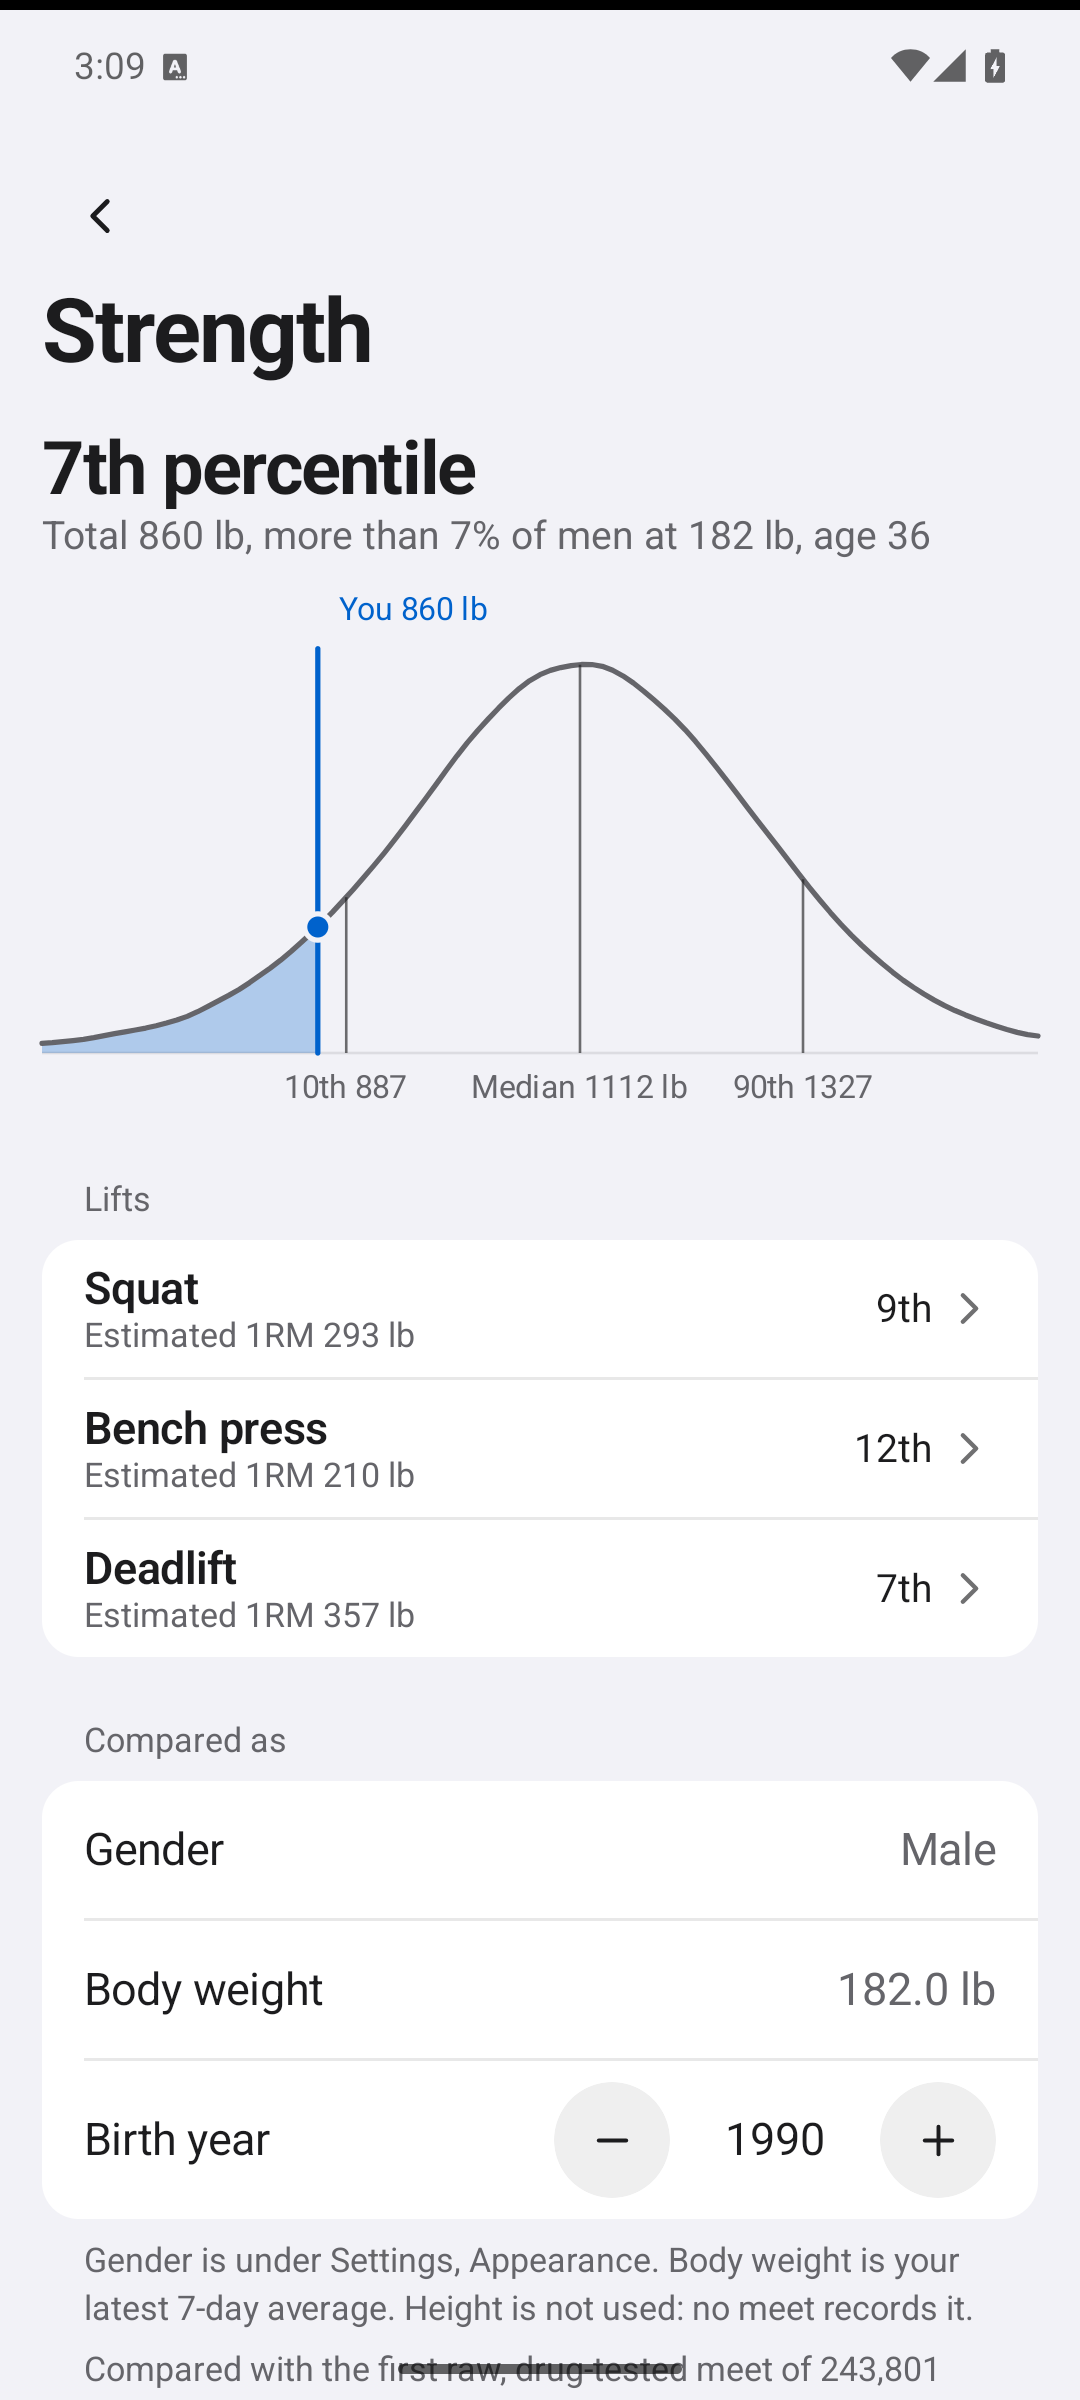 3:09
Strength
7th percentile
Total 860 lb, more than 7% of men at 182 lb, age 36
You 860 lb
10th 887 Median 1112 lb 90th 1327
Lifts
Squat
Estimated 1RM 293 lb
9th
Bench press
Estimated 1RM 210 lb
12th
Deadlift
Estimated 1RM 357 lb
7th
Compared as
Gender Male
Body weight 182.0 lb
Birth year − 1990 +
Gender is under Settings, Appearance. Body weight is your
latest 7-day average. Height is not used: no meet records it.
Compared with the first raw, drug-tested meet of 243,801